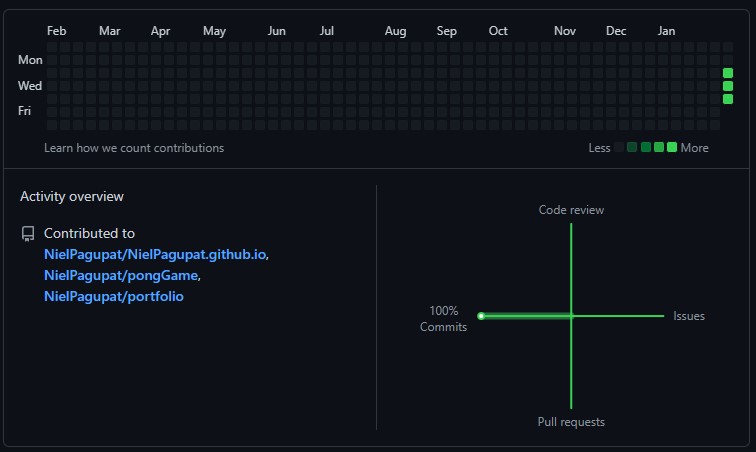 Feb Mar Apr May Jun Jul Aug Sep Oct Nov Dec Jan
Mon
Wed
Fri
Learn how we count contributions
Less More
Activity overview
Contributed to
NielPagupat/NielPagupat.github.io,
NielPagupat/pongGame,
NielPagupat/portfolio
Code review
100%
Commits
Issues
Pull requests